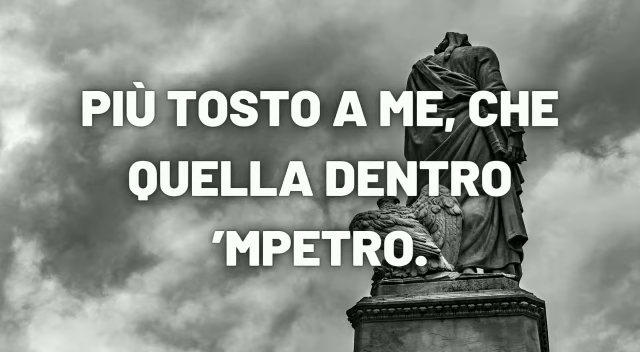 PIÙ TOSTO A ME, CHE
QUELLA DENTRO
’MPETRO.